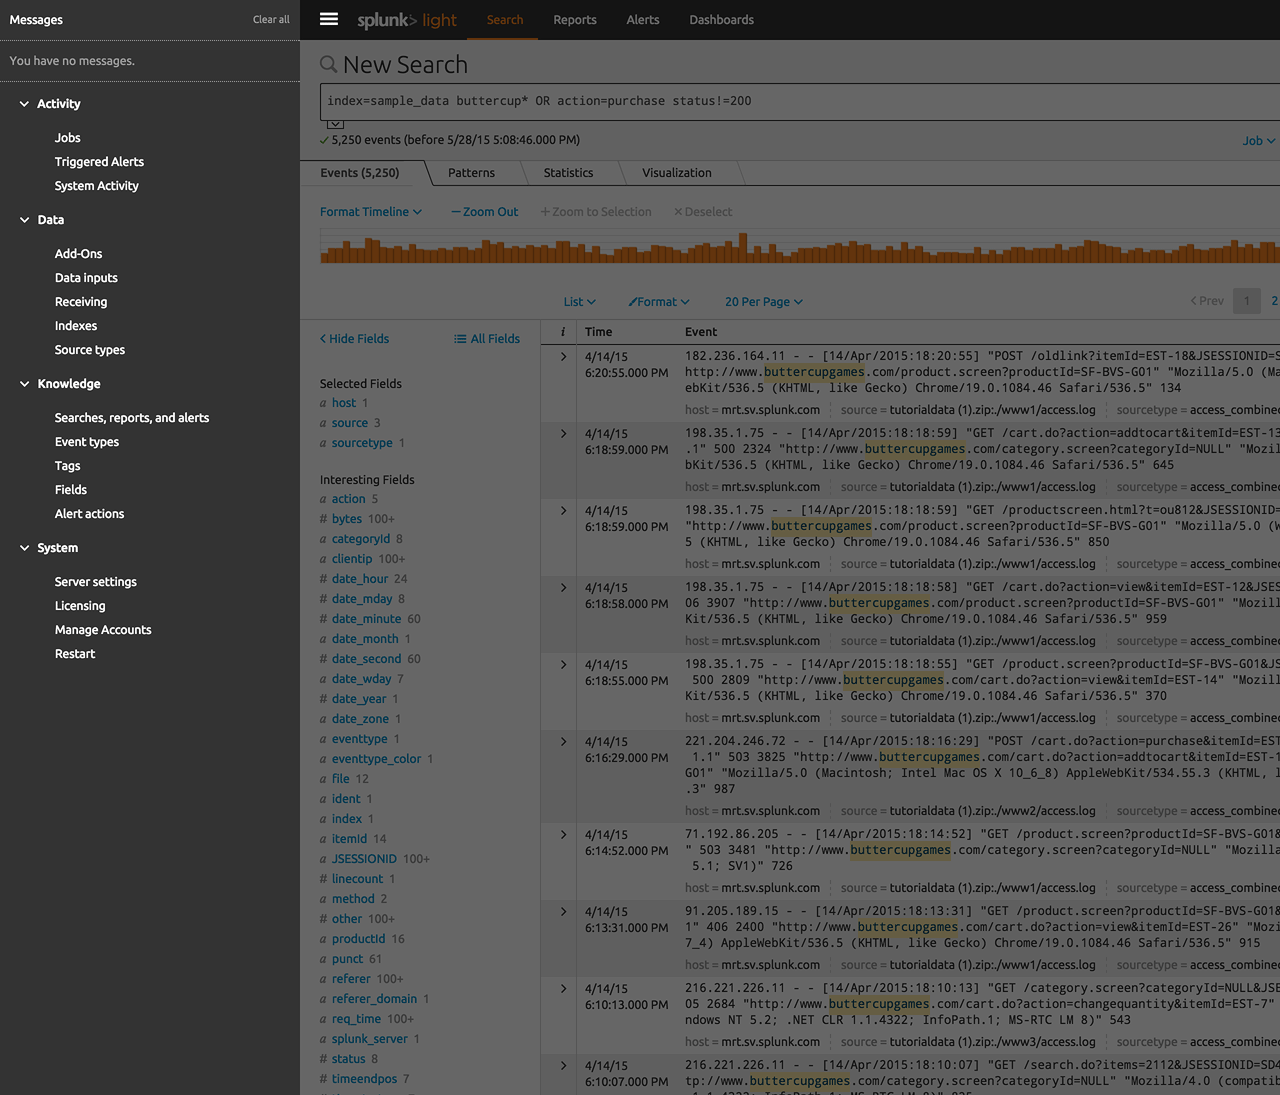 Messages
Clear all
You have no messages.
Activity
Jobs
Triggered Alerts
System Activity
Data
Add-Ons
Data inputs
Receiving
Indexes
Source types
Knowledge
Searches, reports, and alerts
Event types
Tags
Fields
Alert actions
System
Server settings
Licensing
Manage Accounts
Restart
splunk> light
Search
Reports
Alerts
Dashboards
New Search
index=sample_data buttercup* OR action=purchase status!=200
5,250 events (before 5/28/15 5:08:46.000 PM)
Job
Events (5,250)
Patterns
Statistics
Visualization
Format Timeline
— Zoom Out
+ Zoom to Selection
× Deselect
List
Format
20 Per Page
< Prev
1
2
< Hide Fields
All Fields
Selected Fields
a host 1
a source 3
a sourcetype 1
Interesting Fields
a action 5
# bytes 100+
a categoryId 8
a clientip 100+
# date_hour 24
# date_mday 8
# date_minute 60
a date_month 1
# date_second 60
a date_wday 7
# date_year 1
a date_zone 1
a eventtype 1
a eventtype_color 1
a file 12
a ident 1
a index 1
a itemId 14
a JSESSIONID 100+
# linecount 1
a method 2
# other 100+
a productId 16
a punct 61
a referer 100+
a referer_domain 1
a req_time 100+
a splunk_server 1
# status 8
# timeendpos 7
i
Time
Event
4/14/15
6:20:55.000 PM
182.236.164.11 - - [14/Apr/2015:18:20:55] "POST /oldlink?itemId=EST-18&JSESSIONID=S
http://www.buttercupgames.com/product.screen?productId=SF-BVS-G01" "Mozilla/5.0 (Ma
ebKit/536.5 (KHTML, like Gecko) Chrome/19.0.1084.46 Safari/536.5" 134
host = mrt.sv.splunk.com source = tutorialdata (1).zip:./www1/access.log sourcetype = access_combine
4/14/15
6:18:59.000 PM
198.35.1.75 - - [14/Apr/2015:18:18:59] "GET /cart.do?action=addtocart&itemId=EST-13
.1" 500 2324 "http://www.buttercupgames.com/category.screen?categoryId=NULL" "Mozil
bKit/536.5 (KHTML, like Gecko) Chrome/19.0.1084.46 Safari/536.5" 645
host = mrt.sv.splunk.com source = tutorialdata (1).zip:./www1/access.log sourcetype = access_combine
4/14/15
6:18:59.000 PM
198.35.1.75 - - [14/Apr/2015:18:18:59] "GET /productscreen.html?t=ou812&JSESSIONID=
"http://www.buttercupgames.com/product.screen?productId=SF-BVS-G01" "Mozilla/5.0 (W
5 (KHTML, like Gecko) Chrome/19.0.1084.46 Safari/536.5" 850
host = mrt.sv.splunk.com source = tutorialdata (1).zip:./www1/access.log sourcetype = access_combine
4/14/15
6:18:58.000 PM
198.35.1.75 - - [14/Apr/2015:18:18:58] "GET /cart.do?action=view&itemId=EST-12&JSES
06 3907 "http://www.buttercupgames.com/product.screen?productId=SF-BVS-G01" "Mozil
Kit/536.5 (KHTML, like Gecko) Chrome/19.0.1084.46 Safari/536.5" 959
host = mrt.sv.splunk.com source = tutorialdata (1).zip:./www1/access.log sourcetype = access_combine
4/14/15
6:18:55.000 PM
198.35.1.75 - - [14/Apr/2015:18:18:55] "GET /product.screen?productId=SF-BVS-G01&J
500 2809 "http://www.buttercupgames.com/cart.do?action=view&itemId=EST-14" "Mozil
Kit/536.5 (KHTML, like Gecko) Chrome/19.0.1084.46 Safari/536.5" 370
host = mrt.sv.splunk.com source = tutorialdata (1).zip:./www1/access.log sourcetype = access_combine
4/14/15
6:16:29.000 PM
221.204.246.72 - - [14/Apr/2015:18:16:29] "POST /cart.do?action=purchase&itemId=EST
1.1" 503 3825 "http://www.buttercupgames.com/cart.do?action=addtocart&itemId=EST-1
G01" "Mozilla/5.0 (Macintosh; Intel Mac OS X 10_6_8) AppleWebKit/534.55.3 (KHTML, l
.3" 987
host = mrt.sv.splunk.com source = tutorialdata (1).zip:./www2/access.log sourcetype = access_combine
4/14/15
6:14:52.000 PM
71.192.86.205 - - [14/Apr/2015:18:14:52] "GET /product.screen?productId=SF-BVS-G01&
" 503 3481 "http://www.buttercupgames.com/category.screen?categoryId=NULL" "Mozilla
5.1; SV1)" 726
host = mrt.sv.splunk.com source = tutorialdata (1).zip:./www1/access.log sourcetype = access_combine
4/14/15
6:13:31.000 PM
91.205.189.15 - - [14/Apr/2015:18:13:31] "GET /product.screen?productId=SF-BVS-G01&
1" 406 2400 "http://www.buttercupgames.com/cart.do?action=view&itemId=EST-26" "Mozi
7_4) AppleWebKit/536.5 (KHTML, like Gecko) Chrome/19.0.1084.46 Safari/536.5" 915
host = mrt.sv.splunk.com source = tutorialdata (1).zip:./www1/access.log sourcetype = access_combine
4/14/15
6:10:13.000 PM
216.221.226.11 - - [14/Apr/2015:18:10:13] "GET /category.screen?categoryId=NULL&JSE
05 2684 "http://www.buttercupgames.com/cart.do?action=changequantity&itemId=EST-7"
ndows NT 5.2; .NET CLR 1.1.4322; InfoPath.1; MS-RTC LM 8)" 543
host = mrt.sv.splunk.com source = tutorialdata (1).zip:./www3/access.log sourcetype = access_combine
4/14/15
6:10:07.000 PM
216.221.226.11 - - [14/Apr/2015:18:10:07] "GET /search.do?items=2112&JSESSIONID=SD4
tp://www.buttercupgames.com/category.screen?categoryId=NULL" "Mozilla/4.0 (compatib